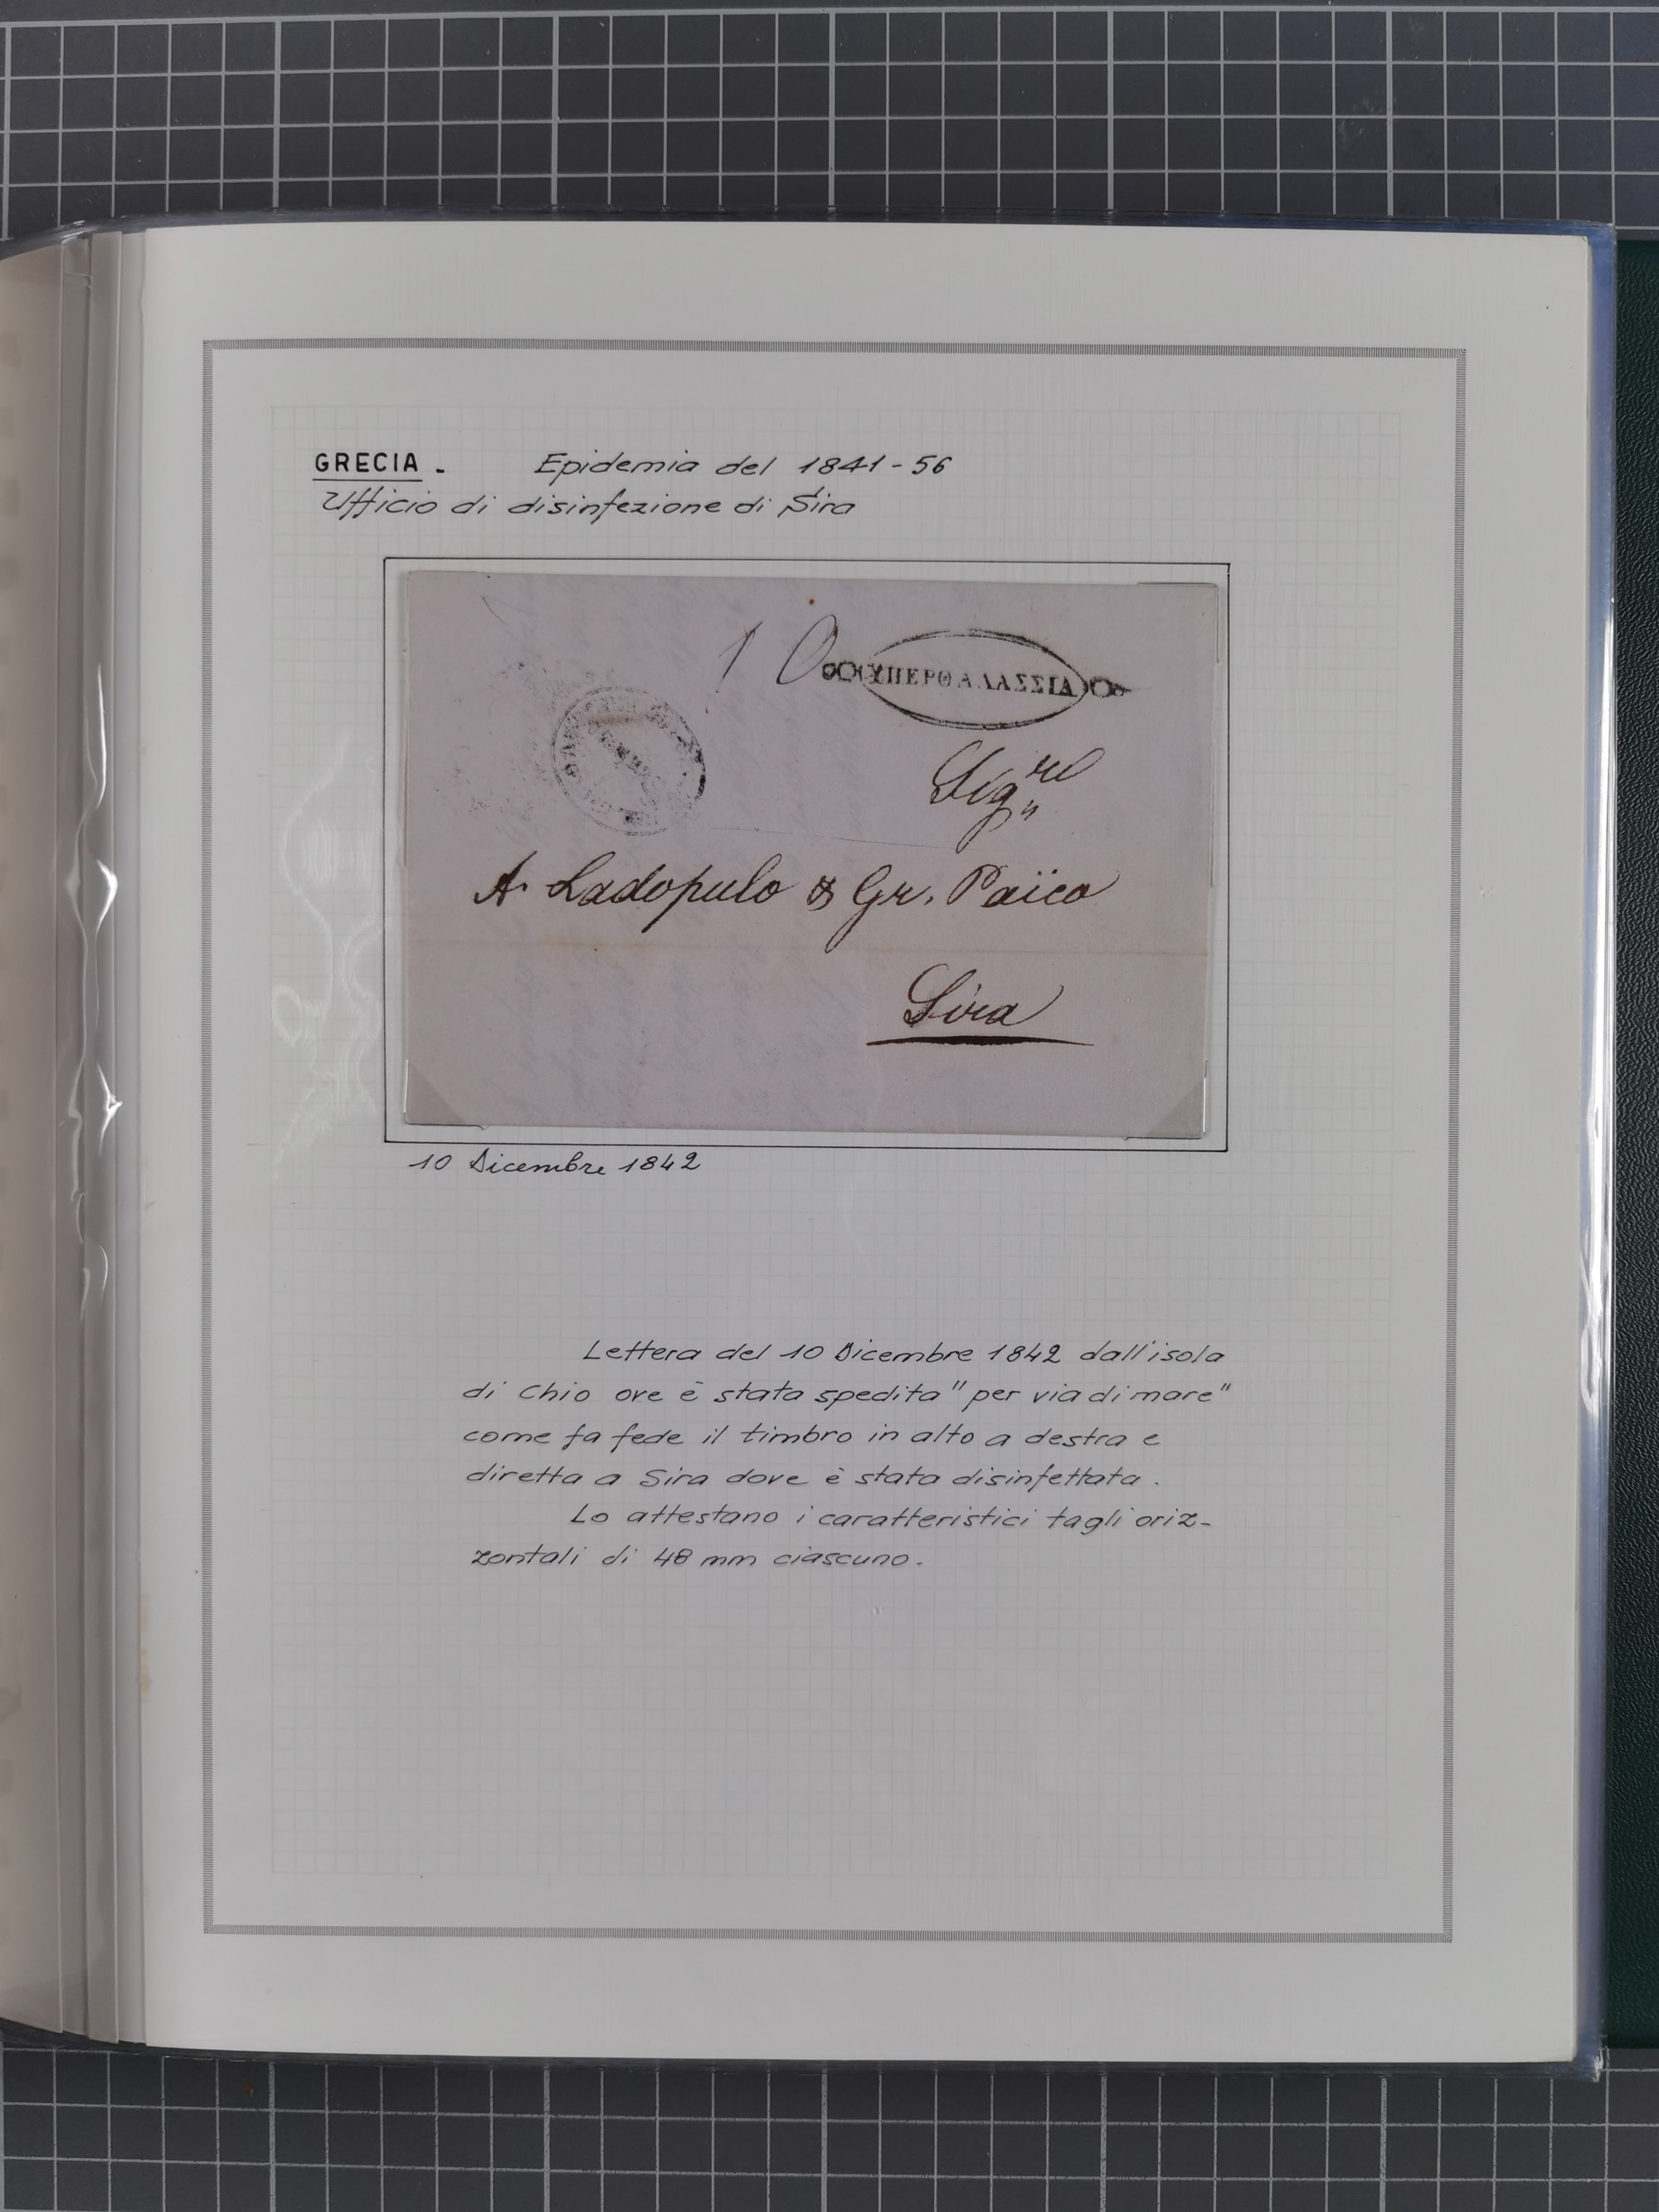 GRECIA - Epidemia del 1841-56
Ufficio di disinfezione di Sira
10
ΥΠΕΡΘΑΛΑΣΣΙΑ
Sigre
A. Ladopulo & Gr. Païco
Sira
10 Dicembre 1842
Lettera del 10 Dicembre 1842 dall'isola
di Chio ove è stata spedita "per via di mare"
come fa fede il timbro in alto a destra e
diretta a Sira dove è stata disinfettata.
Lo attestano i caratteristici tagli oriz-
zontali di 48 mm ciascuno.